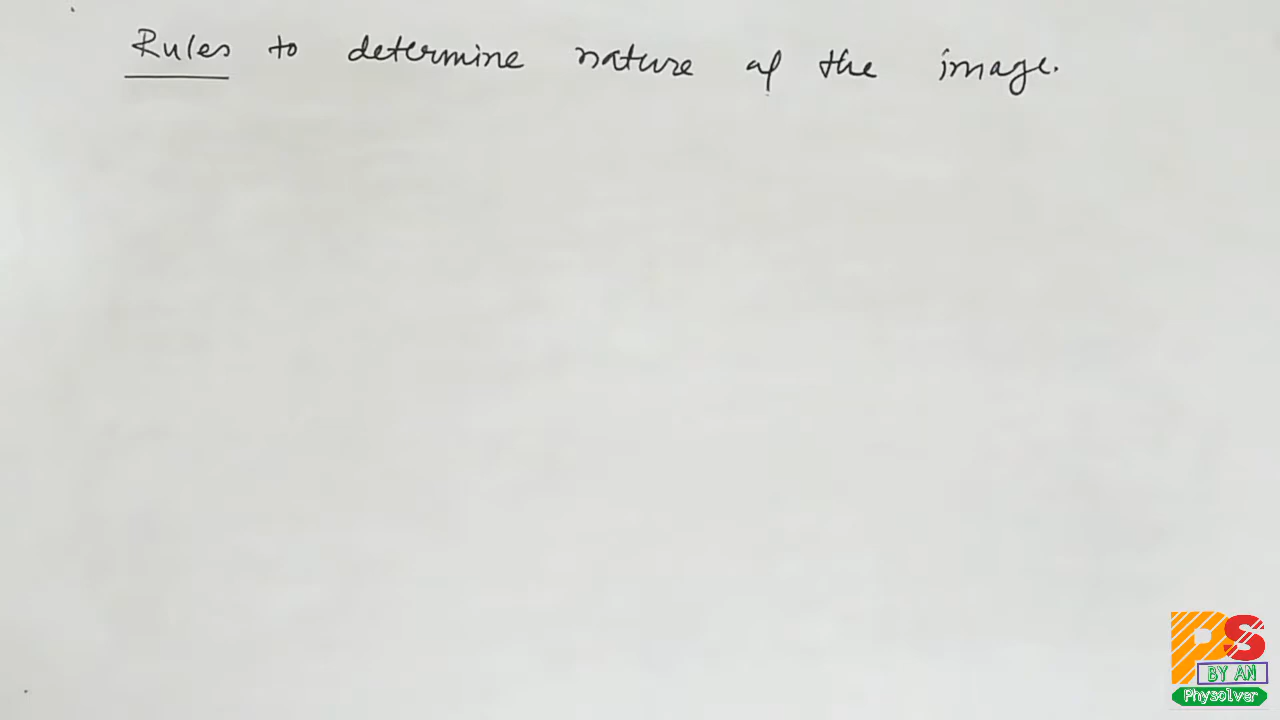 Rules to determine nature of the image.
PS
BY AN
Physolver